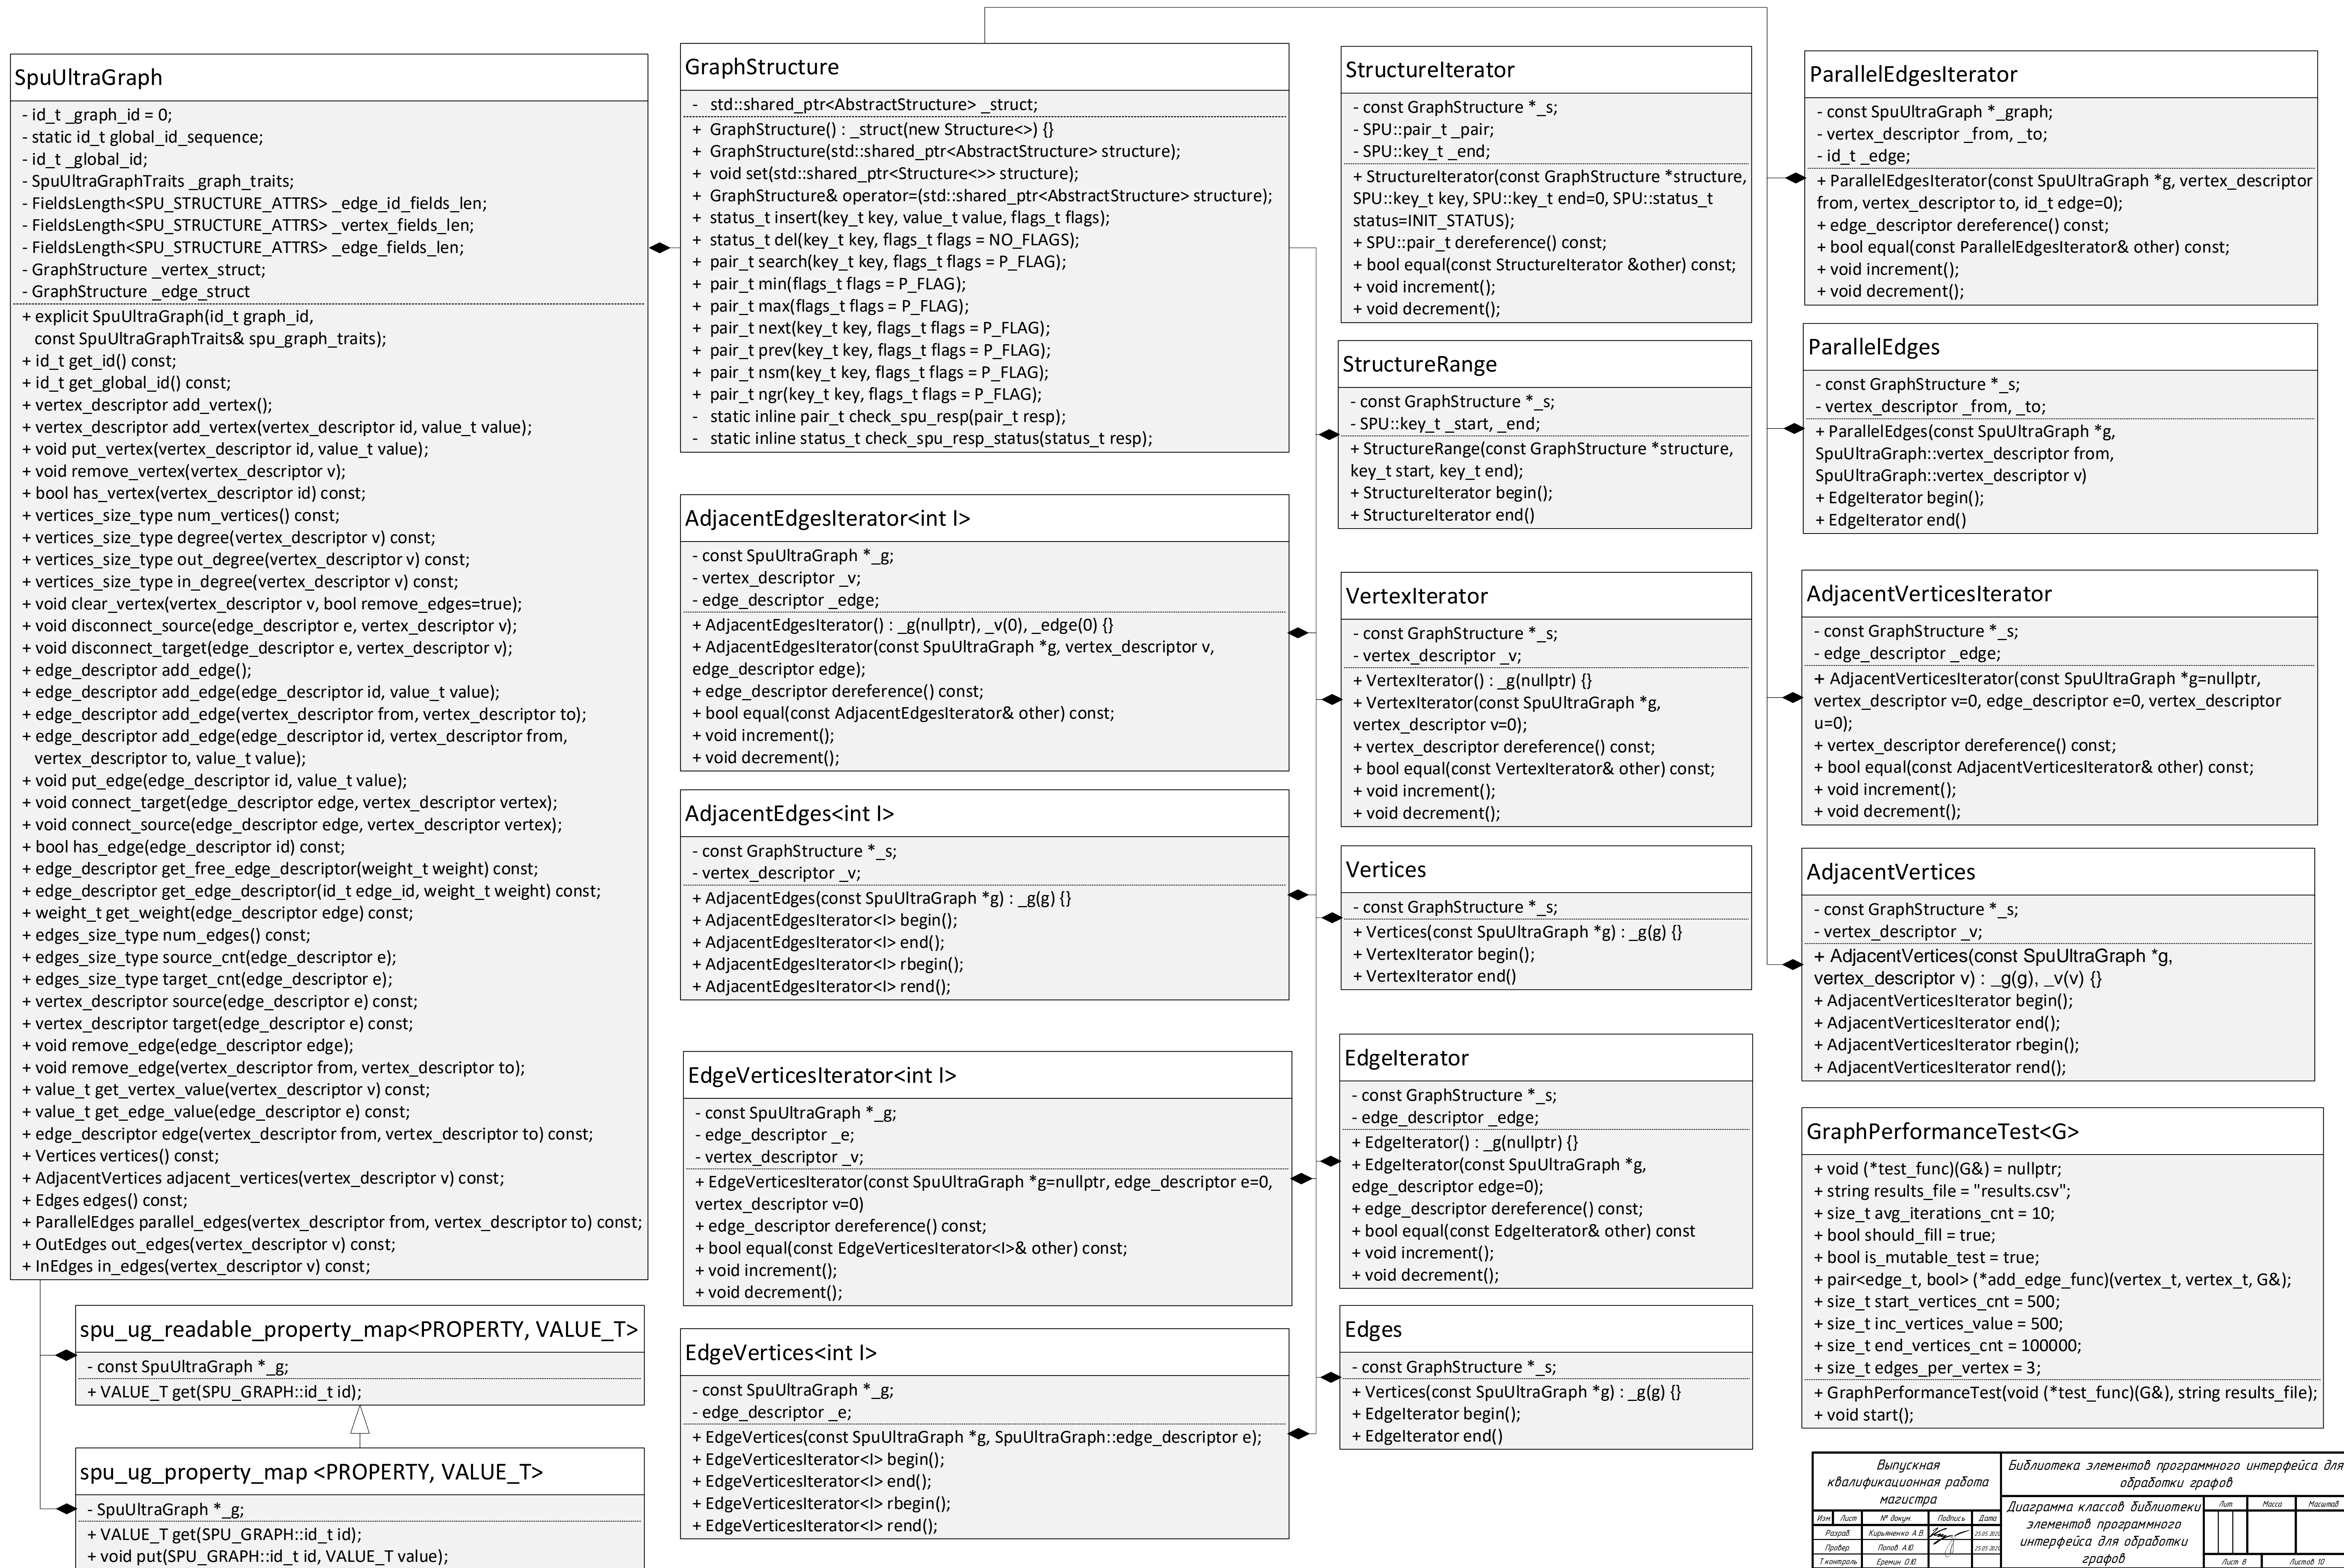 SpuUltraGraph
- id_t _graph_id = 0;
- static id_t global_id_sequence;
- id_t _global_id;
- SpuUltraGraphTraits _graph_traits;
- FieldsLength<SPU_STRUCTURE_ATTRS> _edge_id_fields_len;
- FieldsLength<SPU_STRUCTURE_ATTRS> _vertex_fields_len;
- FieldsLength<SPU_STRUCTURE_ATTRS> _edge_fields_len;
- GraphStructure _vertex_struct;
- GraphStructure _edge_struct
+ explicit SpuUltraGraph(id_t graph_id,
const SpuUltraGraphTraits& spu_graph_traits);
+ id_t get_id() const;
+ id_t get_global_id() const;
+ vertex_descriptor add_vertex();
+ vertex_descriptor add_vertex(vertex_descriptor id, value_t value);
+ void put_vertex(vertex_descriptor id, value_t value);
+ void remove_vertex(vertex_descriptor v);
+ bool has_vertex(vertex_descriptor id) const;
+ vertices_size_type num_vertices() const;
+ vertices_size_type degree(vertex_descriptor v) const;
+ vertices_size_type out_degree(vertex_descriptor v) const;
+ vertices_size_type in_degree(vertex_descriptor v) const;
+ void clear_vertex(vertex_descriptor v, bool remove_edges=true);
+ void disconnect_source(edge_descriptor e, vertex_descriptor v);
+ void disconnect_target(edge_descriptor e, vertex_descriptor v);
+ edge_descriptor add_edge();
+ edge_descriptor add_edge(edge_descriptor id, value_t value);
+ edge_descriptor add_edge(vertex_descriptor from, vertex_descriptor to);
+ edge_descriptor add_edge(edge_descriptor id, vertex_descriptor from,
vertex_descriptor to, value_t value);
+ void put_edge(edge_descriptor id, value_t value);
+ void connect_target(edge_descriptor edge, vertex_descriptor vertex);
+ void connect_source(edge_descriptor edge, vertex_descriptor vertex);
+ bool has_edge(edge_descriptor id) const;
+ edge_descriptor get_free_edge_descriptor(weight_t weight) const;
+ edge_descriptor get_edge_descriptor(id_t edge_id, weight_t weight) const;
+ weight_t get_weight(edge_descriptor edge) const;
+ edges_size_type num_edges() const;
+ edges_size_type source_cnt(edge_descriptor e);
+ edges_size_type target_cnt(edge_descriptor e);
+ vertex_descriptor source(edge_descriptor e) const;
+ vertex_descriptor target(edge_descriptor e) const;
+ void remove_edge(edge_descriptor edge);
+ void remove_edge(vertex_descriptor from, vertex_descriptor to);
+ value_t get_vertex_value(vertex_descriptor v) const;
+ value_t get_edge_value(edge_descriptor e) const;
+ edge_descriptor edge(vertex_descriptor from, vertex_descriptor to) const;
+ Vertices vertices() const;
+ AdjacentVertices adjacent_vertices(vertex_descriptor v) const;
+ Edges edges() const;
+ ParallelEdges parallel_edges(vertex_descriptor from, vertex_descriptor to) const;
+ OutEdges out_edges(vertex_descriptor v) const;
+ InEdges in_edges(vertex_descriptor v) const;
spu_ug_readable_property_map<PROPERTY, VALUE_T>
- const SpuUltraGraph *_g;
+ VALUE_T get(SPU_GRAPH::id_t id);
spu_ug_property_map <PROPERTY, VALUE_T>
- SpuUltraGraph *_g;
+ VALUE_T get(SPU_GRAPH::id_t id);
+ void put(SPU_GRAPH::id_t id, VALUE_T value);
GraphStructure
- std::shared_ptr<AbstractStructure> _struct;
+ GraphStructure() : _struct(new Structure<>) {}
+ GraphStructure(std::shared_ptr<AbstractStructure> structure);
+ void set(std::shared_ptr<Structure<>> structure);
+ GraphStructure& operator=(std::shared_ptr<AbstractStructure> structure);
+ status_t insert(key_t key, value_t value, flags_t flags);
+ status_t del(key_t key, flags_t flags = NO_FLAGS);
+ pair_t search(key_t key, flags_t flags = P_FLAG);
+ pair_t min(flags_t flags = P_FLAG);
+ pair_t max(flags_t flags = P_FLAG);
+ pair_t next(key_t key, flags_t flags = P_FLAG);
+ pair_t prev(key_t key, flags_t flags = P_FLAG);
+ pair_t nsm(key_t key, flags_t flags = P_FLAG);
+ pair_t ngr(key_t key, flags_t flags = P_FLAG);
- static inline pair_t check_spu_resp(pair_t resp);
- static inline status_t check_spu_resp_status(status_t resp);
AdjacentEdgesIterator<int I>
- const SpuUltraGraph *_g;
- vertex_descriptor _v;
- edge_descriptor _edge;
+ AdjacentEdgesIterator() : _g(nullptr), _v(0), _edge(0) {}
+ AdjacentEdgesIterator(const SpuUltraGraph *g, vertex_descriptor v,
edge_descriptor edge);
+ edge_descriptor dereference() const;
+ bool equal(const AdjacentEdgesIterator& other) const;
+ void increment();
+ void decrement();
AdjacentEdges<int I>
- const GraphStructure *_s;
- vertex_descriptor _v;
+ AdjacentEdges(const SpuUltraGraph *g) : _g(g) {}
+ AdjacentEdgesIterator<I> begin();
+ AdjacentEdgesIterator<I> end();
+ AdjacentEdgesIterator<I> rbegin();
+ AdjacentEdgesIterator<I> rend();
EdgeVerticesIterator<int I>
- const SpuUltraGraph *_g;
- edge_descriptor _e;
- vertex_descriptor _v;
+ EdgeVerticesIterator(const SpuUltraGraph *g=nullptr, edge_descriptor e=0,
vertex_descriptor v=0)
+ edge_descriptor dereference() const;
+ bool equal(const EdgeVerticesIterator<I>& other) const;
+ void increment();
+ void decrement();
EdgeVertices<int I>
- const SpuUltraGraph *_g;
- edge_descriptor _e;
+ EdgeVertices(const SpuUltraGraph *g, SpuUltraGraph::edge_descriptor e);
+ EdgeVerticesIterator<I> begin();
+ EdgeVerticesIterator<I> end();
+ EdgeVerticesIterator<I> rbegin();
+ EdgeVerticesIterator<I> rend();
StructureIterator
- const GraphStructure *_s;
- SPU::pair_t _pair;
- SPU::key_t _end;
+ StructureIterator(const GraphStructure *structure,
SPU::key_t key, SPU::key_t end=0, SPU::status_t
status=INIT_STATUS);
+ SPU::pair_t dereference() const;
+ bool equal(const StructureIterator &other) const;
+ void increment();
+ void decrement();
StructureRange
- const GraphStructure *_s;
- SPU::key_t _start, _end;
+ StructureRange(const GraphStructure *structure,
key_t start, key_t end);
+ StructureIterator begin();
+ StructureIterator end()
VertexIterator
- const GraphStructure *_s;
- vertex_descriptor _v;
+ VertexIterator() : _g(nullptr) {}
+ VertexIterator(const SpuUltraGraph *g,
vertex_descriptor v=0);
+ vertex_descriptor dereference() const;
+ bool equal(const VertexIterator& other) const;
+ void increment();
+ void decrement();
Vertices
- const GraphStructure *_s;
+ Vertices(const SpuUltraGraph *g) : _g(g) {}
+ VertexIterator begin();
+ VertexIterator end()
EdgeIterator
- const GraphStructure *_s;
- edge_descriptor _edge;
+ EdgeIterator() : _g(nullptr) {}
+ EdgeIterator(const SpuUltraGraph *g,
edge_descriptor edge=0);
+ edge_descriptor dereference() const;
+ bool equal(const EdgeIterator& other) const
+ void increment();
+ void decrement();
Edges
- const GraphStructure *_s;
+ Vertices(const SpuUltraGraph *g) : _g(g) {}
+ EdgeIterator begin();
+ EdgeIterator end()
ParallelEdgesIterator
- const SpuUltraGraph *_graph;
- vertex_descriptor _from, _to;
- id_t _edge;
+ ParallelEdgesIterator(const SpuUltraGraph *g, vertex_descriptor
from, vertex_descriptor to, id_t edge=0);
+ edge_descriptor dereference() const;
+ bool equal(const ParallelEdgesIterator& other) const;
+ void increment();
+ void decrement();
ParallelEdges
- const GraphStructure *_s;
- vertex_descriptor _from, _to;
+ ParallelEdges(const SpuUltraGraph *g,
SpuUltraGraph::vertex_descriptor from,
SpuUltraGraph::vertex_descriptor v)
+ EdgeIterator begin();
+ EdgeIterator end()
AdjacentVerticesIterator
- const GraphStructure *_s;
- edge_descriptor _edge;
+ AdjacentVerticesIterator(const SpuUltraGraph *g=nullptr,
vertex_descriptor v=0, edge_descriptor e=0, vertex_descriptor
u=0);
+ vertex_descriptor dereference() const;
+ bool equal(const AdjacentVerticesIterator& other) const;
+ void increment();
+ void decrement();
AdjacentVertices
- const GraphStructure *_s;
- vertex_descriptor _v;
+ AdjacentVertices(const SpuUltraGraph *g,
vertex_descriptor v) : _g(g), _v(v) {}
+ AdjacentVerticesIterator begin();
+ AdjacentVerticesIterator end();
+ AdjacentVerticesIterator rbegin();
+ AdjacentVerticesIterator rend();
GraphPerformanceTest<G>
+ void (*test_func)(G&) = nullptr;
+ string results_file = "results.csv";
+ size_t avg_iterations_cnt = 10;
+ bool should_fill = true;
+ bool is_mutable_test = true;
+ pair<edge_t, bool> (*add_edge_func)(vertex_t, vertex_t, G&);
+ size_t start_vertices_cnt = 500;
+ size_t inc_vertices_value = 500;
+ size_t end_vertices_cnt = 100000;
+ size_t edges_per_vertex = 3;
+ GraphPerformanceTest(void (*test_func)(G&), string results_file);
+ void start();
Выпускная
квалификационная работа
магистра
Библиотека элементов программного интерфейса для
обработки графов
Диаграмма классов библиотеки
элементов программного
интерфейса для обработки
графов
Лит. Масса Масштаб
Изм Лист № докум. Подпись Дата
Разраб. Кирьяненко А.В.
Провер. Попов А.Ю.
Т.контроль Еремин О.Ю.
Лист 8 Листов 10